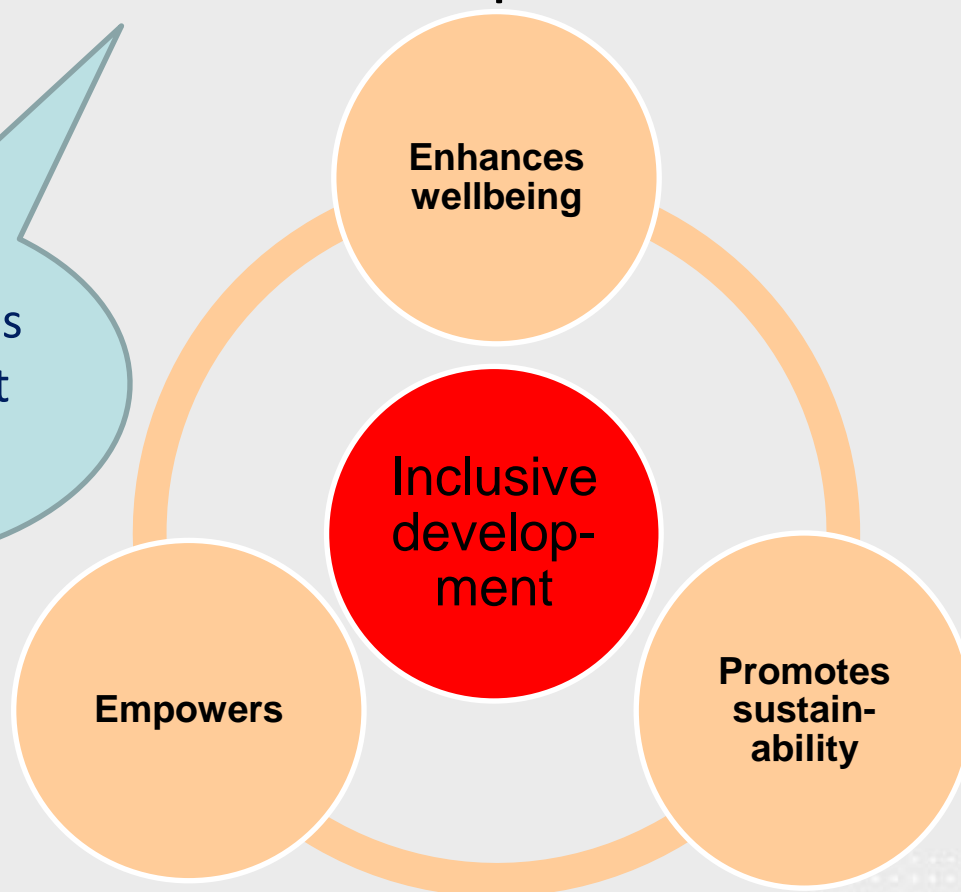 Enhances
wellbeing
s
t
Inclusive
develop-
ment
Empowers
Promotes
sustain-
ability